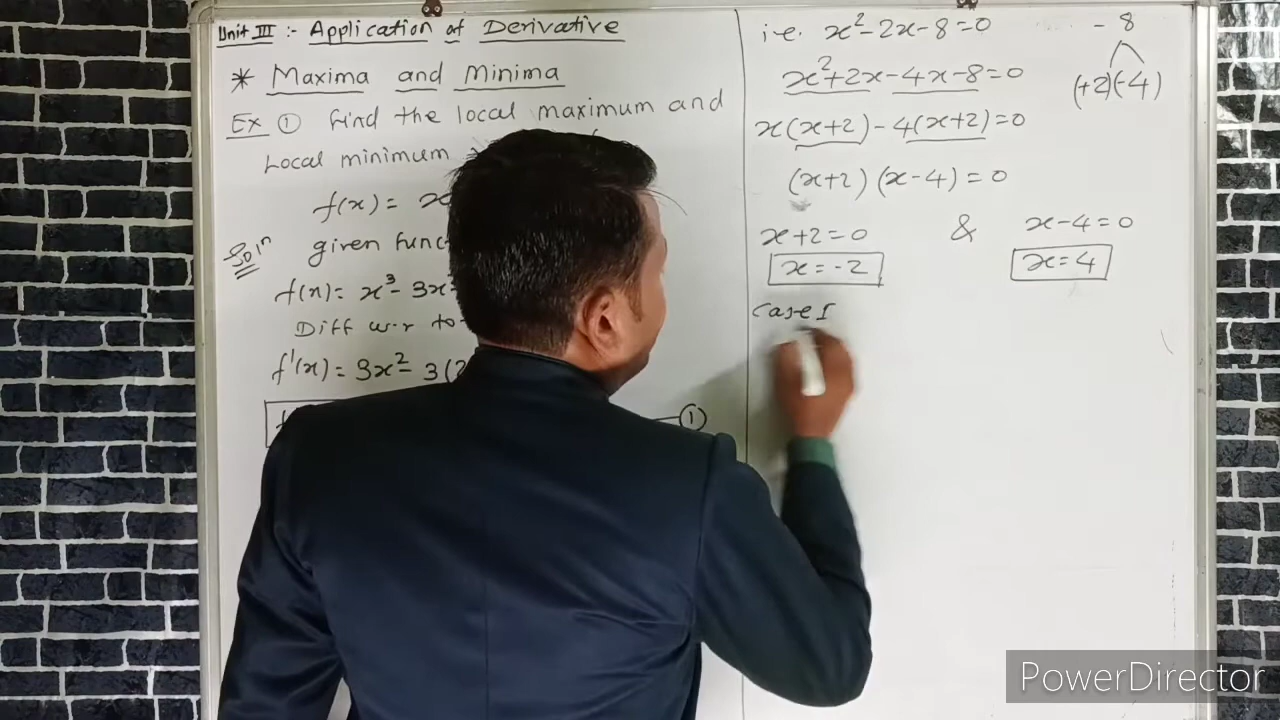 Unit III :- Application of Derivative
* Maxima and Minima
Ex ① Find the local maximum and
Local minimum
f(x) =
Solⁿ given func
f(x) = x³ - 3x
Diff w.r to
f'(x) = 3x² - 3(2
①
i.e. x² - 2x - 8 = 0
- 8
x² + 2x - 4x - 8 = 0
(+2)(-4)
x(x+2) - 4(x+2) = 0
(x+2) (x-4) = 0
x+2 = 0 & x-4 = 0
x = -2 x = 4
Case I
PowerDirector